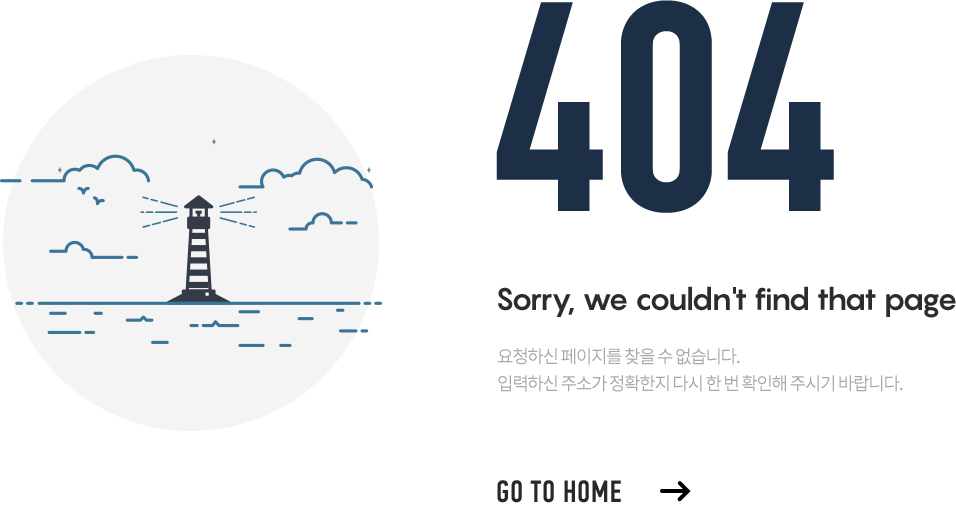 404
Sorry, we couldn't find that page
요청하신 페이지를 찾을 수 없습니다.
입력하신 주소가 정확한지 다시 한 번 확인해 주시기 바랍니다.
GO TO HOME